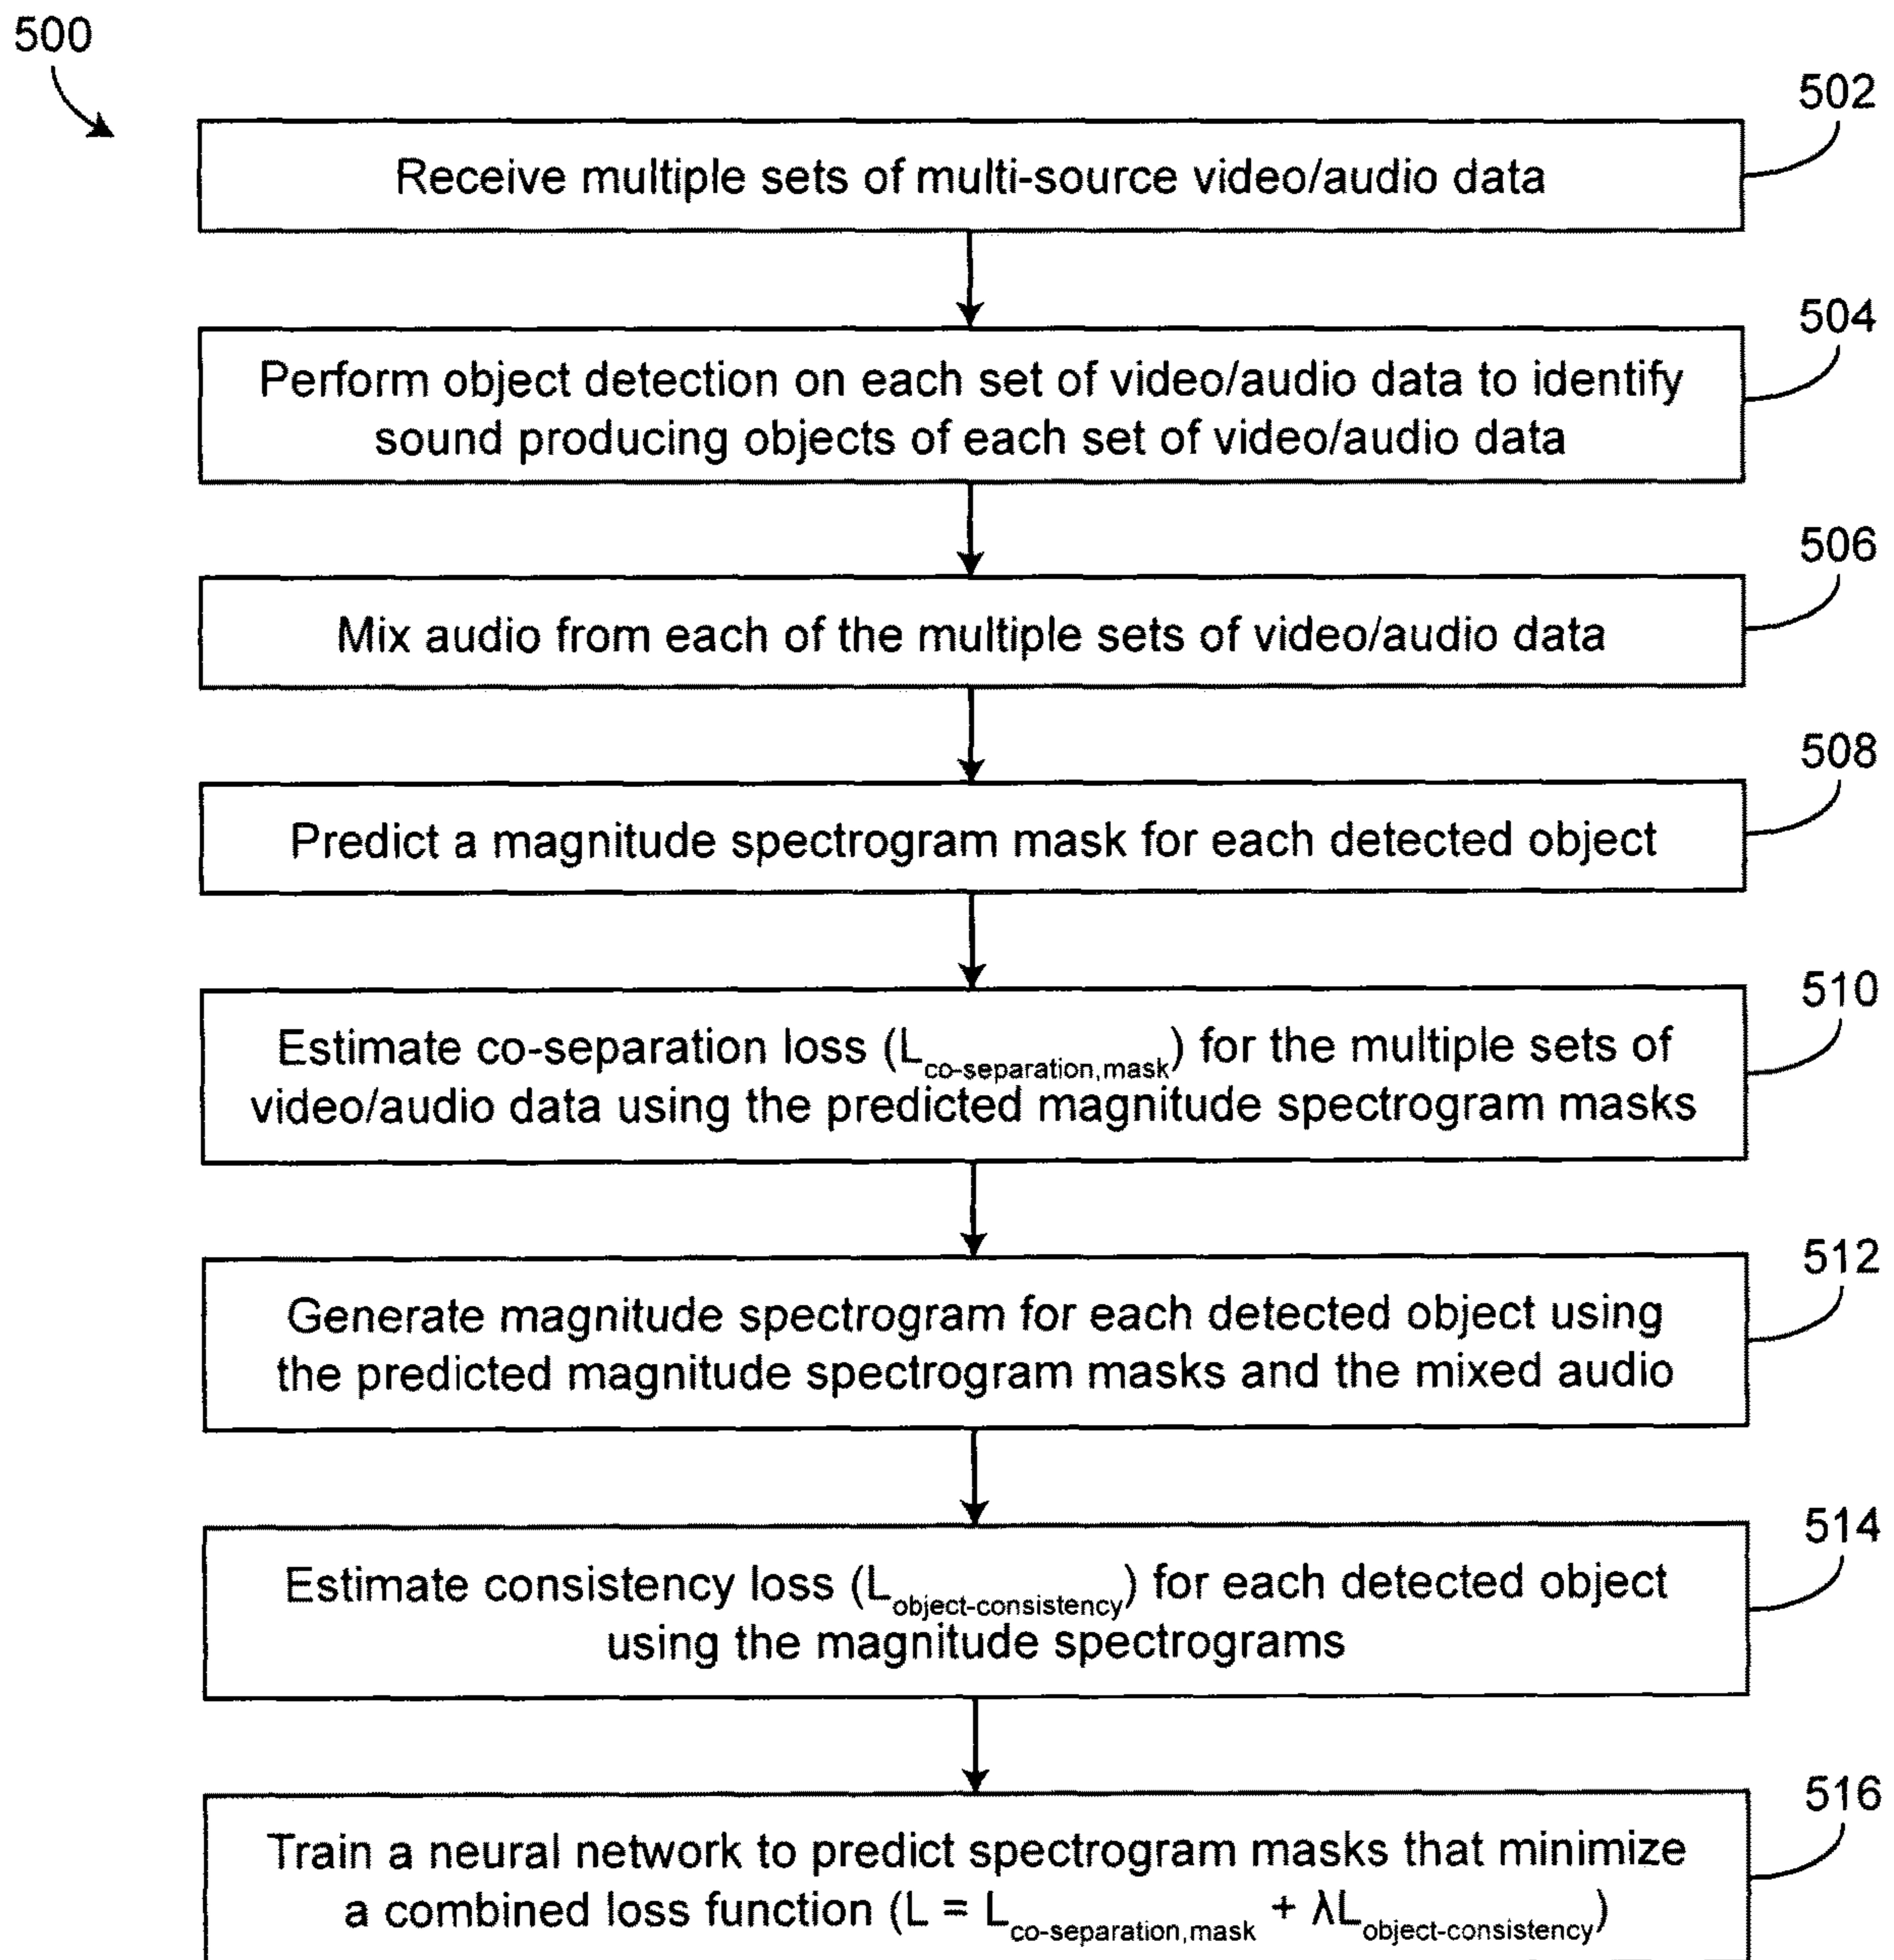 500
502
Receive multiple sets of multi-source video/audio data
504
Perform object detection on each set of video/audio data to identify
sound producing objects of each set of video/audio data
506
Mix audio from each of the multiple sets of video/audio data
508
Predict a magnitude spectrogram mask for each detected object
510
Estimate co-separation loss (L_co-separation,mask) for the multiple sets of
video/audio data using the predicted magnitude spectrogram masks
512
Generate magnitude spectrogram for each detected object using
the predicted magnitude spectrogram masks and the mixed audio
514
Estimate consistency loss (L_object-consistency) for each detected object
using the magnitude spectrograms
516
Train a neural network to predict spectrogram masks that minimize
a combined loss function (L = L_co-separation,mask + λL_object-consistency)